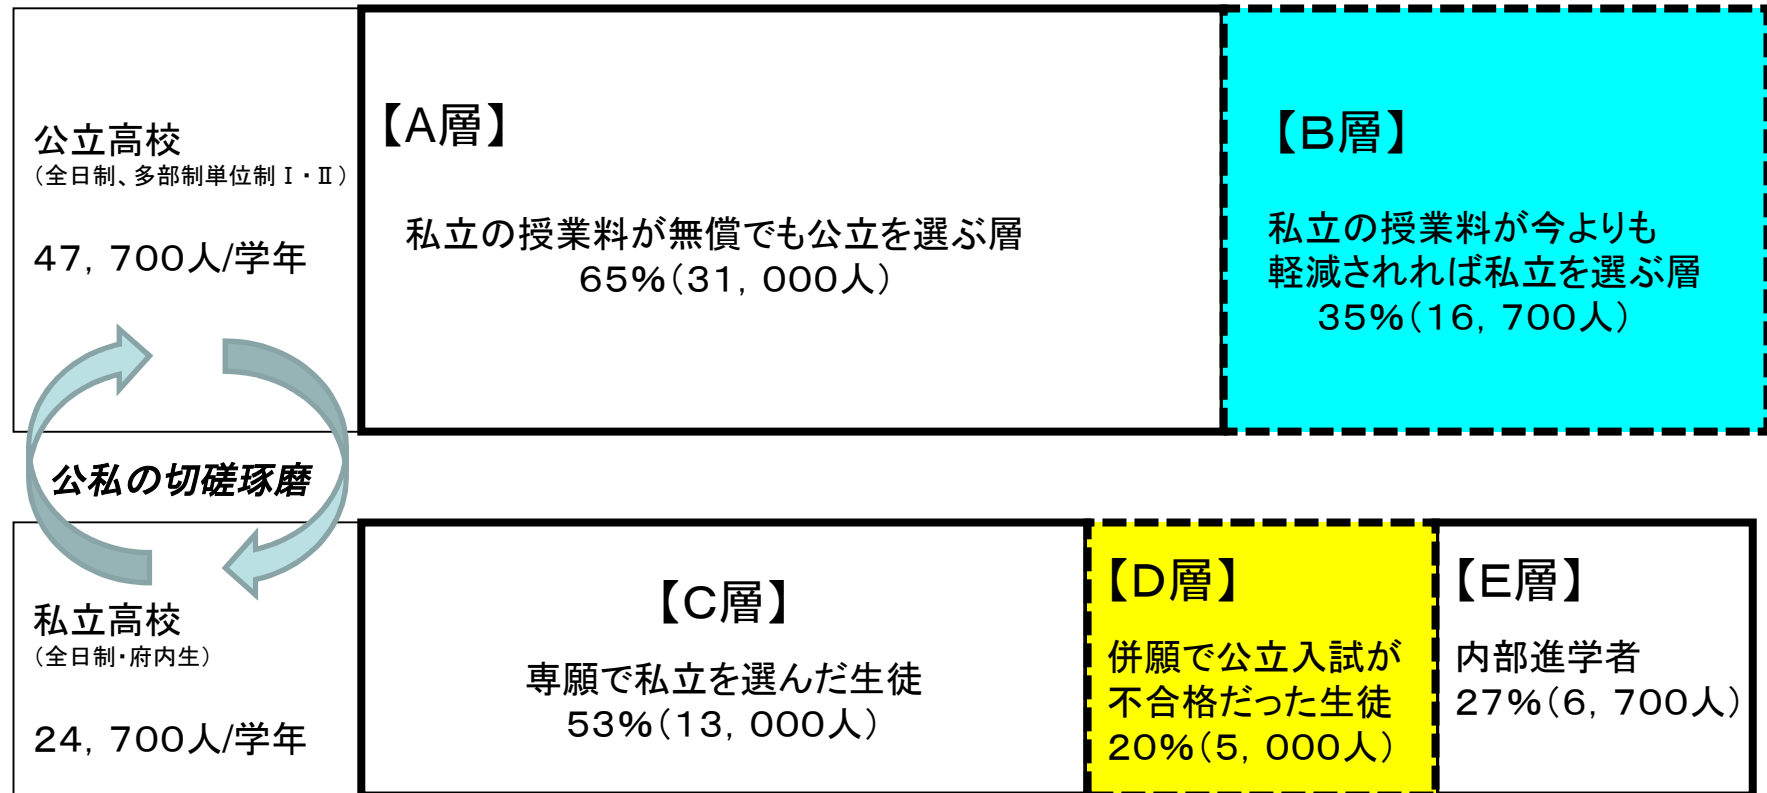 公立高校
（全日制、多部制単位制Ⅰ・Ⅱ）
47，700人/学年
【A層】
私立の授業料が無償でも公立を選ぶ層
65％（31，000人）
【B層】
私立の授業料が今よりも
軽減されれば私立を選ぶ層
35％（16，700人）
公私の切磋琢磨
私立高校
（全日制・府内生）
24，700人/学年
【C層】
専願で私立を選んだ生徒
53％（13，000人）
【D層】
併願で公立入試が
不合格だった生徒
20％（5，000人）
【E層】
内部進学者
27％（6，700人）